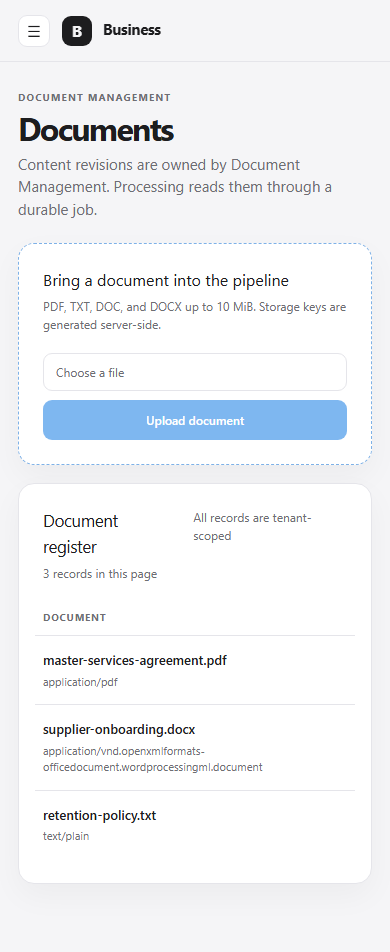 B Business
DOCUMENT MANAGEMENT
Documents
Content revisions are owned by Document
Management. Processing reads them through a
durable job.
Bring a document into the pipeline
PDF, TXT, DOC, and DOCX up to 10 MiB. Storage keys are
generated server-side.
Choose a file
Upload document
Document
register
3 records in this page
All records are tenant-
scoped
DOCUMENT
master-services-agreement.pdf
application/pdf
supplier-onboarding.docx
application/vnd.openxmlformats-
officedocument.wordprocessingml.document
retention-policy.txt
text/plain